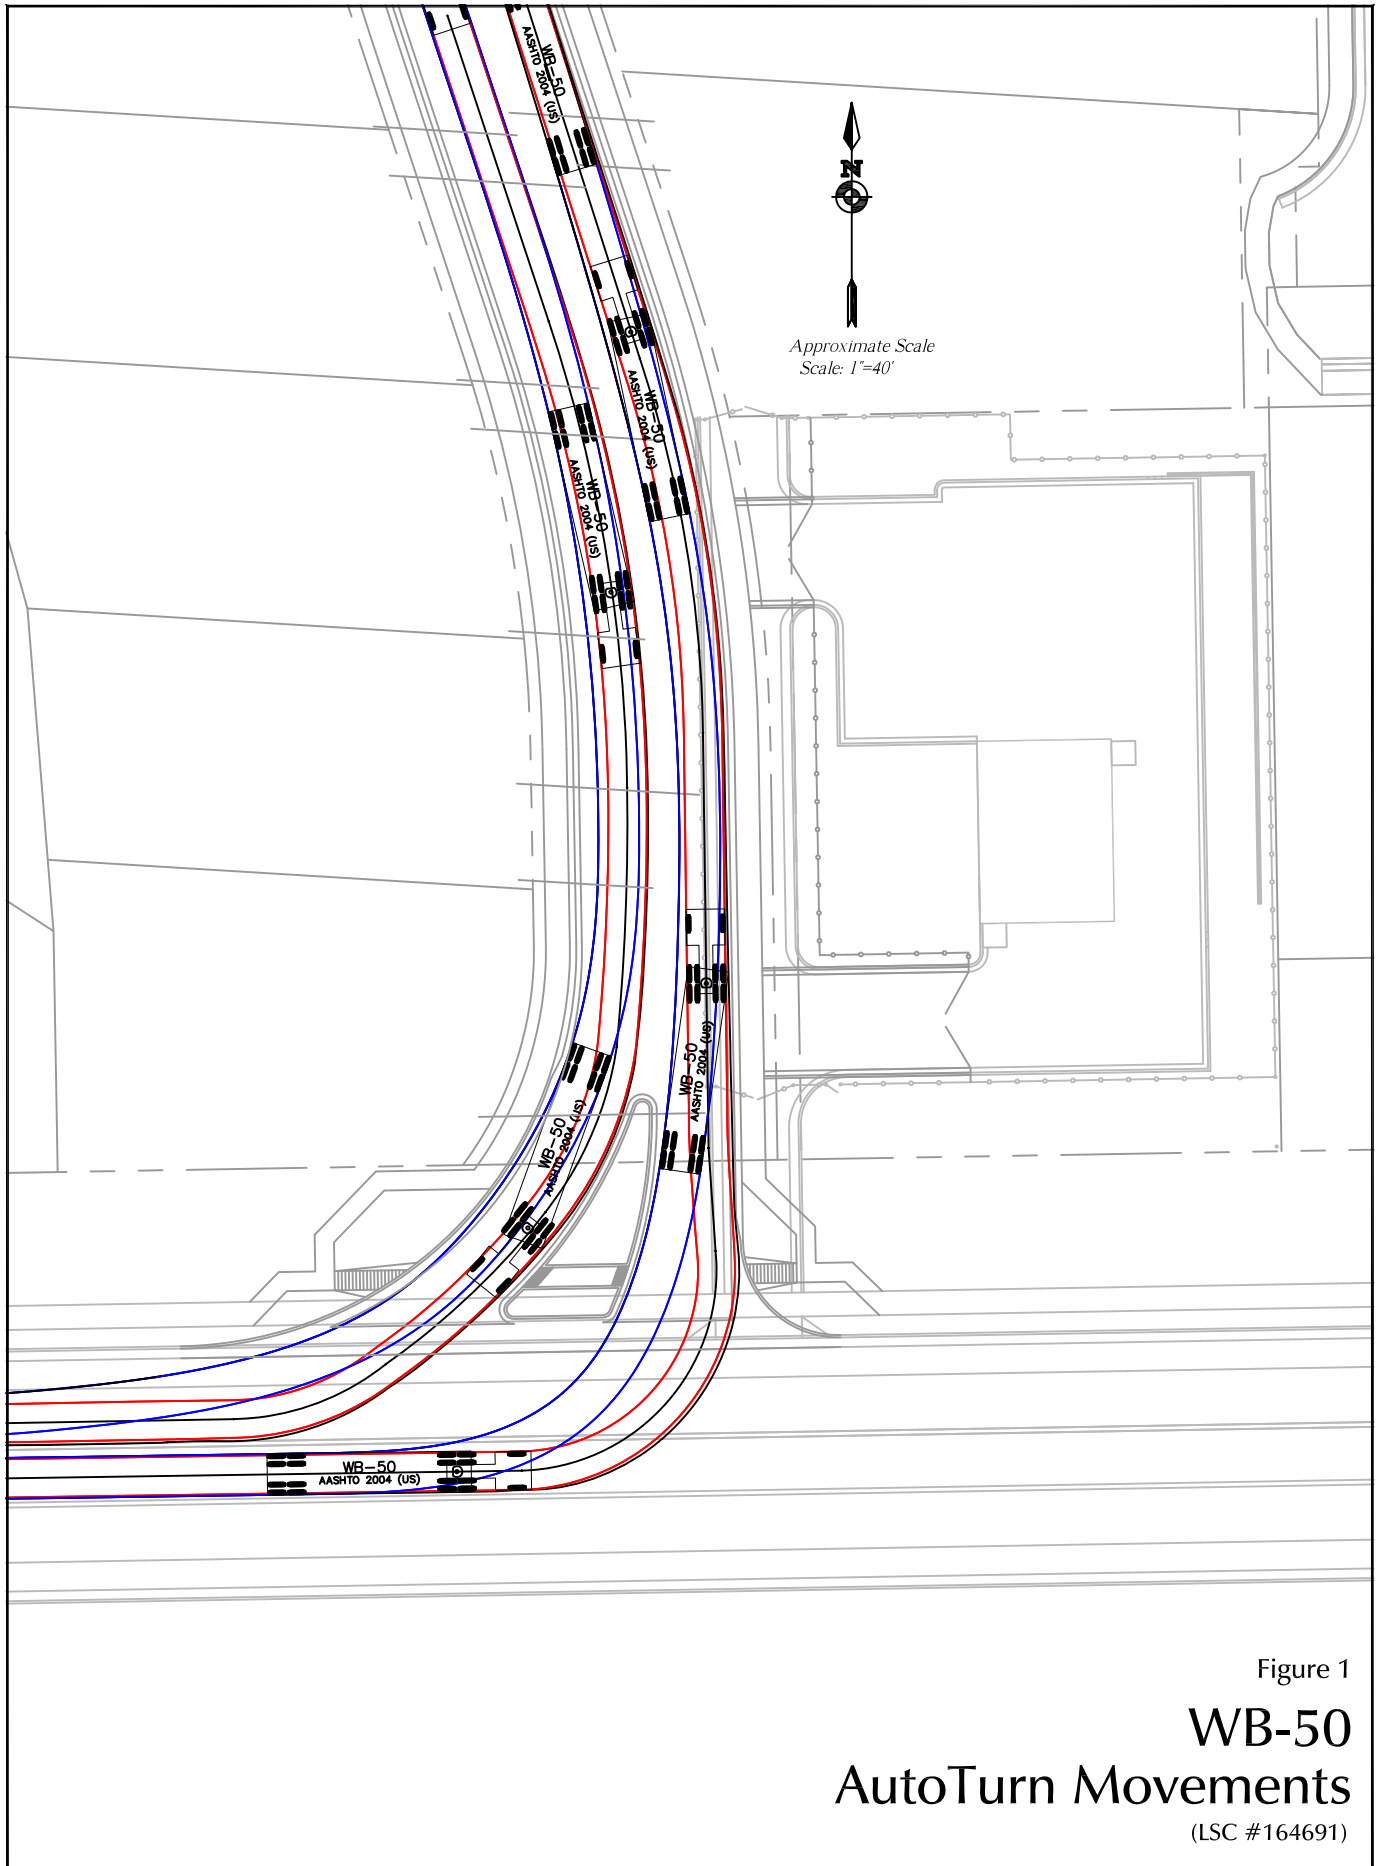 WB-50
AASHTO 2004 (US)
N
Approximate Scale
Scale: 1"=40'
WB-50
AASHTO 2004 (US)
WB-50
AASHTO 2004 (US)
WB-50
AASHTO 2004 (US)
WB-50
AASHTO 2004 (US)
WB-50
AASHTO 2004 (US)
Figure 1
WB-50
AutoTurn Movements
(LSC #164691)